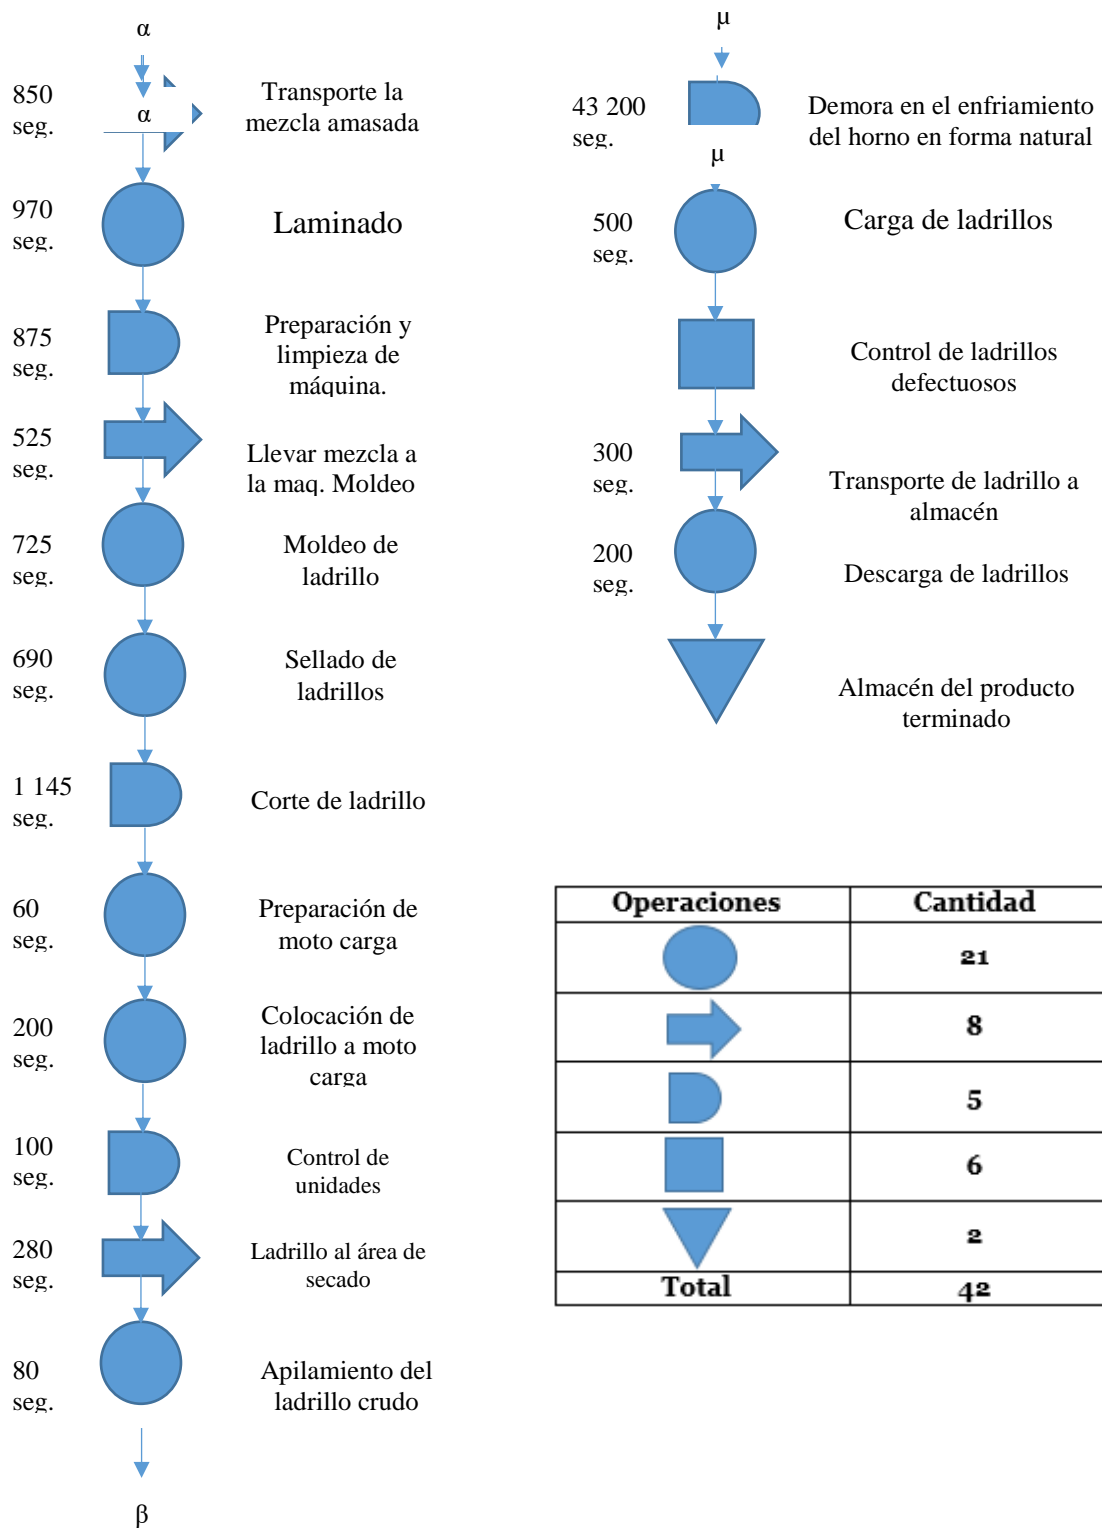 α
850
seg.
α
Transporte la
mezcla amasada
970
seg.
Laminado
875
seg.
Preparación y
limpieza de
máquina.
525
seg.
Llevar mezcla a
la maq. Moldeo
725
seg.
Moldeo de
ladrillo
690
seg.
Sellado de
ladrillos
1 145
seg.
Corte de ladrillo
60
seg.
Preparación de
moto carga
200
seg.
Colocación de
ladrillo a moto
carga
100
seg.
Control de
unidades
280
seg.
Ladrillo al área de
secado
80
seg.
Apilamiento del
ladrillo crudo
β
μ
43 200
seg.
Demora en el enfriamiento
del horno en forma natural
μ
500
seg.
Carga de ladrillos
Control de ladrillos
defectuosos
300
seg.
Transporte de ladrillo a
almacén
200
seg.
Descarga de ladrillos
Almacén del producto
terminado
Operaciones Cantidad
21
8
5
6
2
Total 42